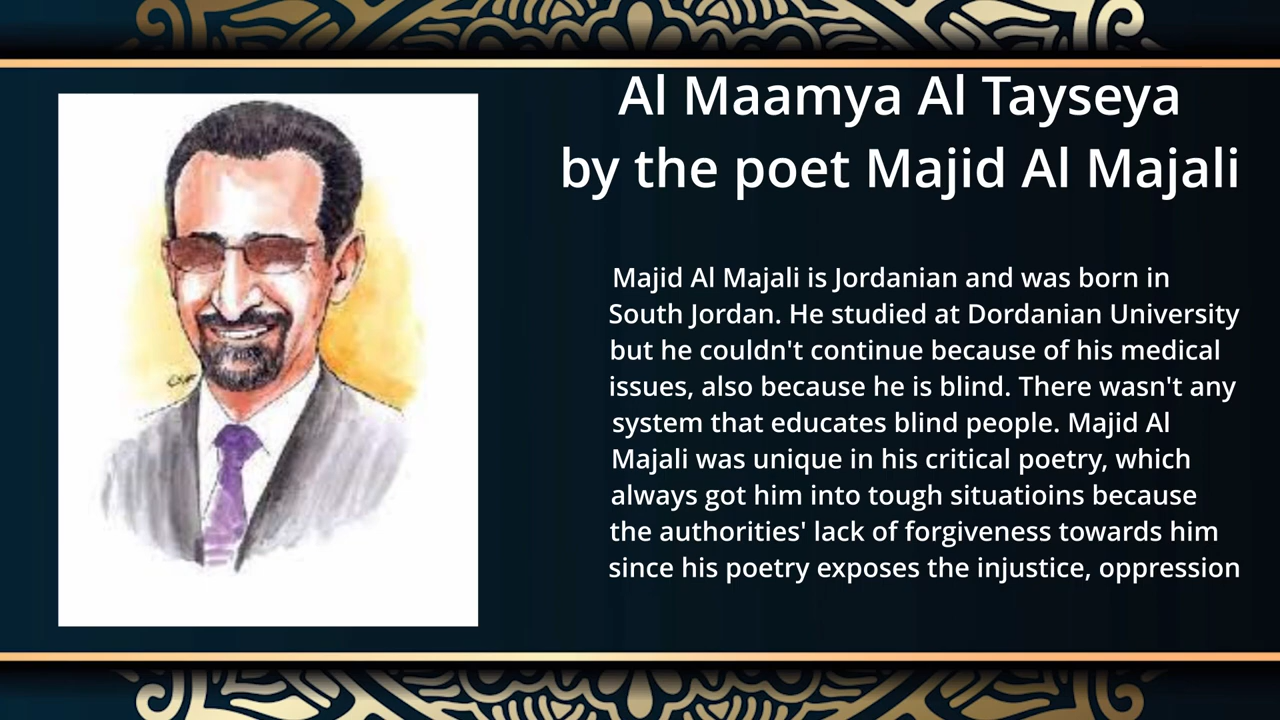 Al Maamya Al Tayseya
by the poet Majid Al Majali
Majid Al Majali is Jordanian and was born in
South Jordan. He studied at Dordanian University
but he couldn't continue because of his medical
issues, also because he is blind. There wasn't any
system that educates blind people. Majid Al
Majali was unique in his critical poetry, which
always got him into tough situatioins because
the authorities' lack of forgiveness towards him
since his poetry exposes the injustice, oppression